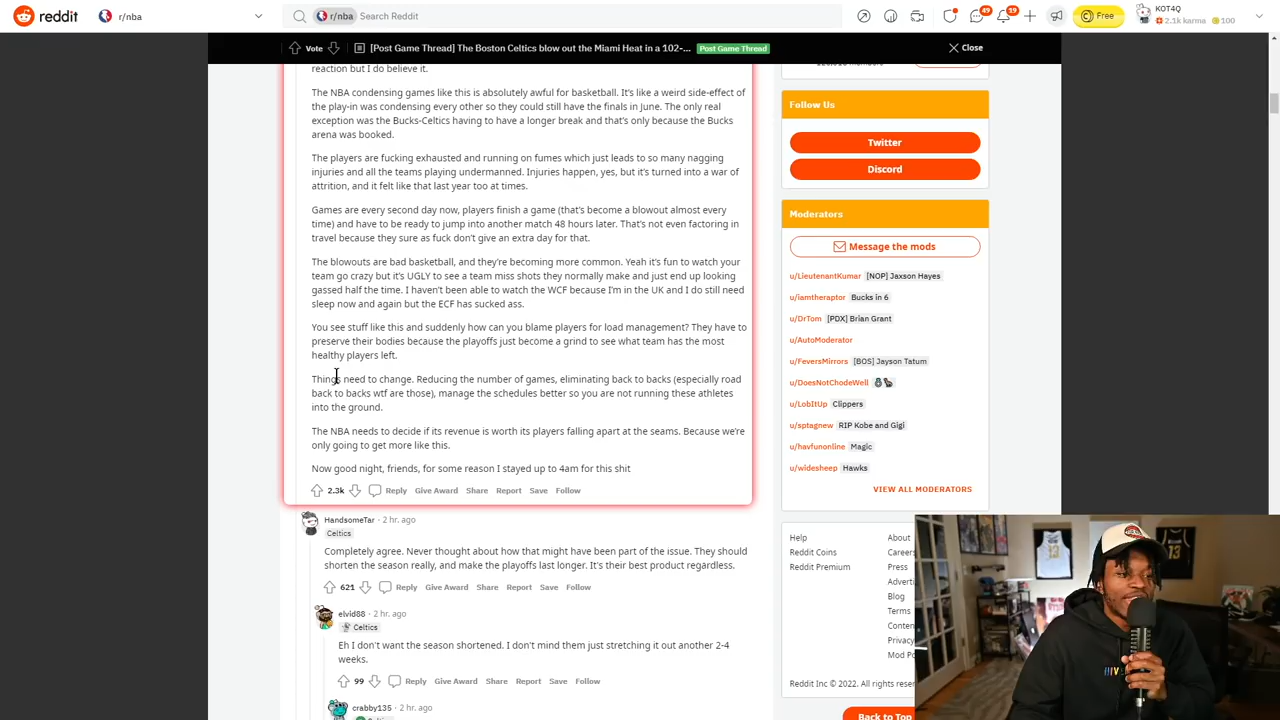 reddit
r/nba
r/nba Search Reddit
49
19
Free
KOT4Q
2.1k karma 100
Vote
[Post Game Thread] The Boston Celtics blow out the Miami Heat in a 102-...
Post Game Thread
Close
reaction but I do believe it.
The NBA condensing games like this is absolutely awful for basketball. It's like a weird side-effect of
the play-in was condensing every other so they could still have the finals in June. The only real
exception was the Bucks-Celtics having to have a longer break and that's only because the Bucks
arena was booked.
The players are fucking exhausted and running on fumes which just leads to so many nagging
injuries and all the teams playing undermanned. Injuries happen, yes, but it's turned into a war of
attrition, and it felt like that last year too at times.
Games are every second day now, players finish a game (that's become a blowout almost every
time) and have to be ready to jump into another match 48 hours later. That's not even factoring in
travel because they sure as fuck don't give an extra day for that.
The blowouts are bad basketball, and they're becoming more common. Yeah it's fun to watch your
team go crazy but it's UGLY to see a team miss shots they normally make and just end up looking
gassed half the time. I haven't been able to watch the WCF because I'm in the UK and I do still need
sleep now and again but the ECF has sucked ass.
You see stuff like this and suddenly how can you blame players for load management? They have to
preserve their bodies because the playoffs just become a grind to see what team has the most
healthy players left.
Things need to change. Reducing the number of games, eliminating back to backs (especially road
back to backs wtf are those), manage the schedules better so you are not running these athletes
into the ground.
The NBA needs to decide if its revenue is worth its players falling apart at the seams. Because we're
only going to get more like this.
Now good night, friends, for some reason I stayed up to 4am for this shit
2.3k Reply Give Award Share Report Save Follow
HandsomeTar · 2 hr. ago
Celtics
Completely agree. Never thought about how that might have been part of the issue. They should
shorten the season really, and make the playoffs last longer. It's their best product regardless.
621 Reply Give Award Share Report Save Follow
elvid88 · 2 hr. ago
Celtics
Eh I don't want the season shortened. I don't mind them just stretching it out another 2-4
weeks.
99 Reply Give Award Share Report Save Follow
crabby135 · 2 hr. ago
Follow Us
Twitter
Discord
Moderators
Message the mods
u/LieutenantKumar [NOP] Jaxson Hayes
u/iamtheraptor Bucks in 6
u/DrTom [PDX] Brian Grant
u/AutoModerator
u/FeversMirrors [BOS] Jayson Tatum
u/DoesNotChodeWell
u/LobItUp Clippers
u/sptagnew RIP Kobe and Gigi
u/havfunonline Magic
u/widesheep Hawks
VIEW ALL MODERATORS
Help
Reddit Coins
Reddit Premium
About
Careers
Press
Adverti
Blog
Terms
Conten
Privacy
Mod Po
Reddit Inc © 2022. All rights reser
Back to Top
13